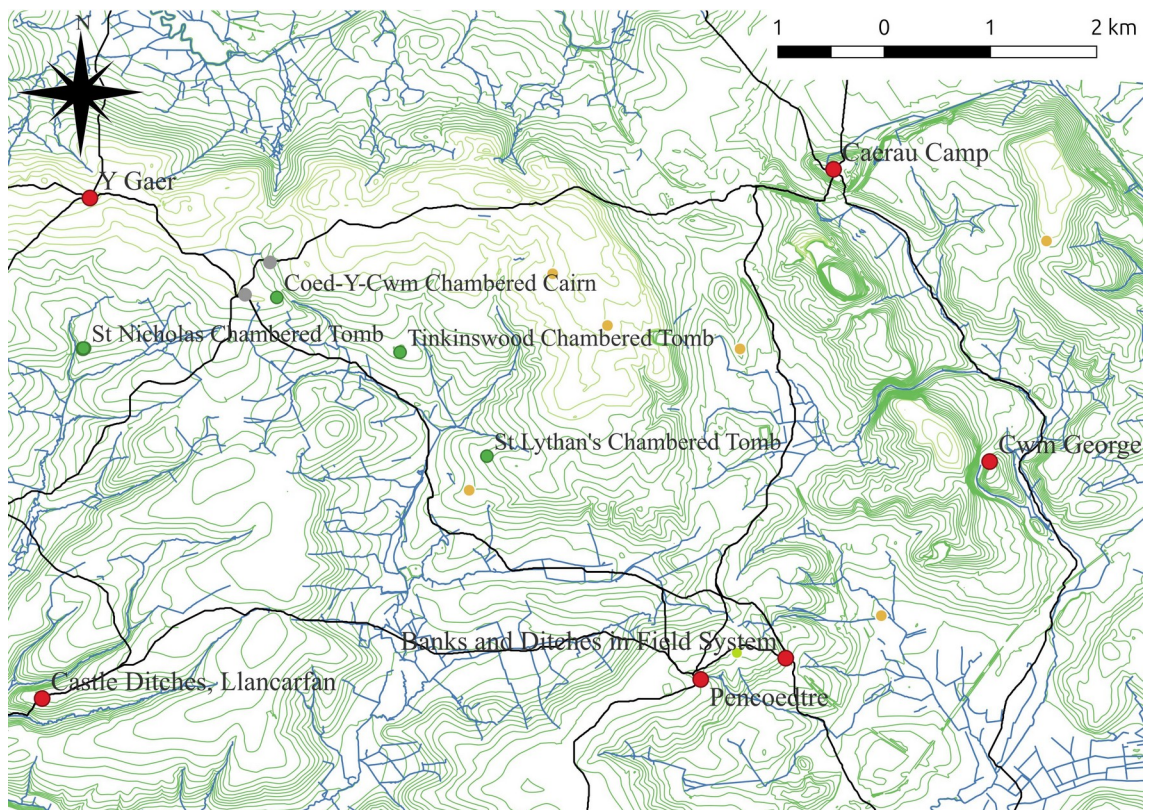 N
1 0 1 2 km
Caerau Camp
Y Gaer
Coed-Y-Cwm Chambered Cairn
St Nicholas Chambered Tomb
Tinkinswood Chambered Tomb
St Lythan's Chambered Tomb
Cwm George
Banks and Ditches in Field System
Castle Ditches, Llancarfan
Pencoedtre